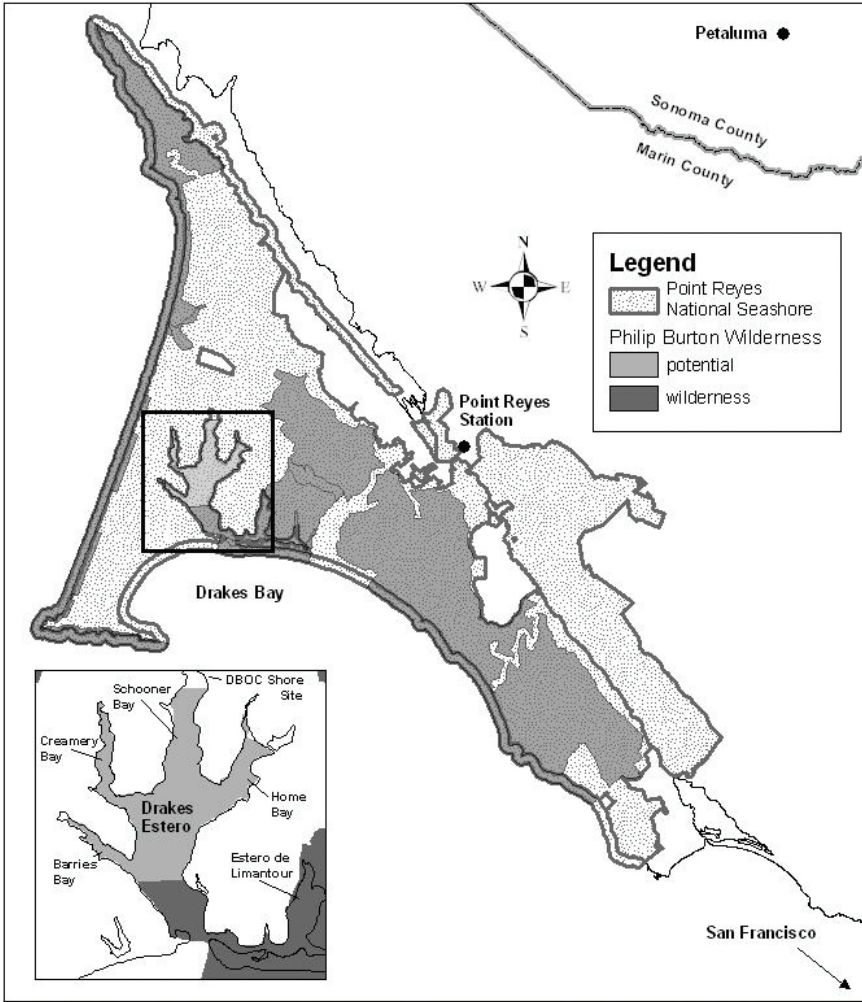 Petaluma
Sonoma County
Marin County
N
W
E
S
Legend
Point Reyes
National Seashore
Philip Burton Wilderness
potential
wilderness
Point Reyes
Station
Drakes Bay
DBOC Shore
Site
Schooner
Bay
Creamery
Bay
Drakes
Estero
Home
Bay
Barries
Bay
Estero de
Limantour
San Francisco